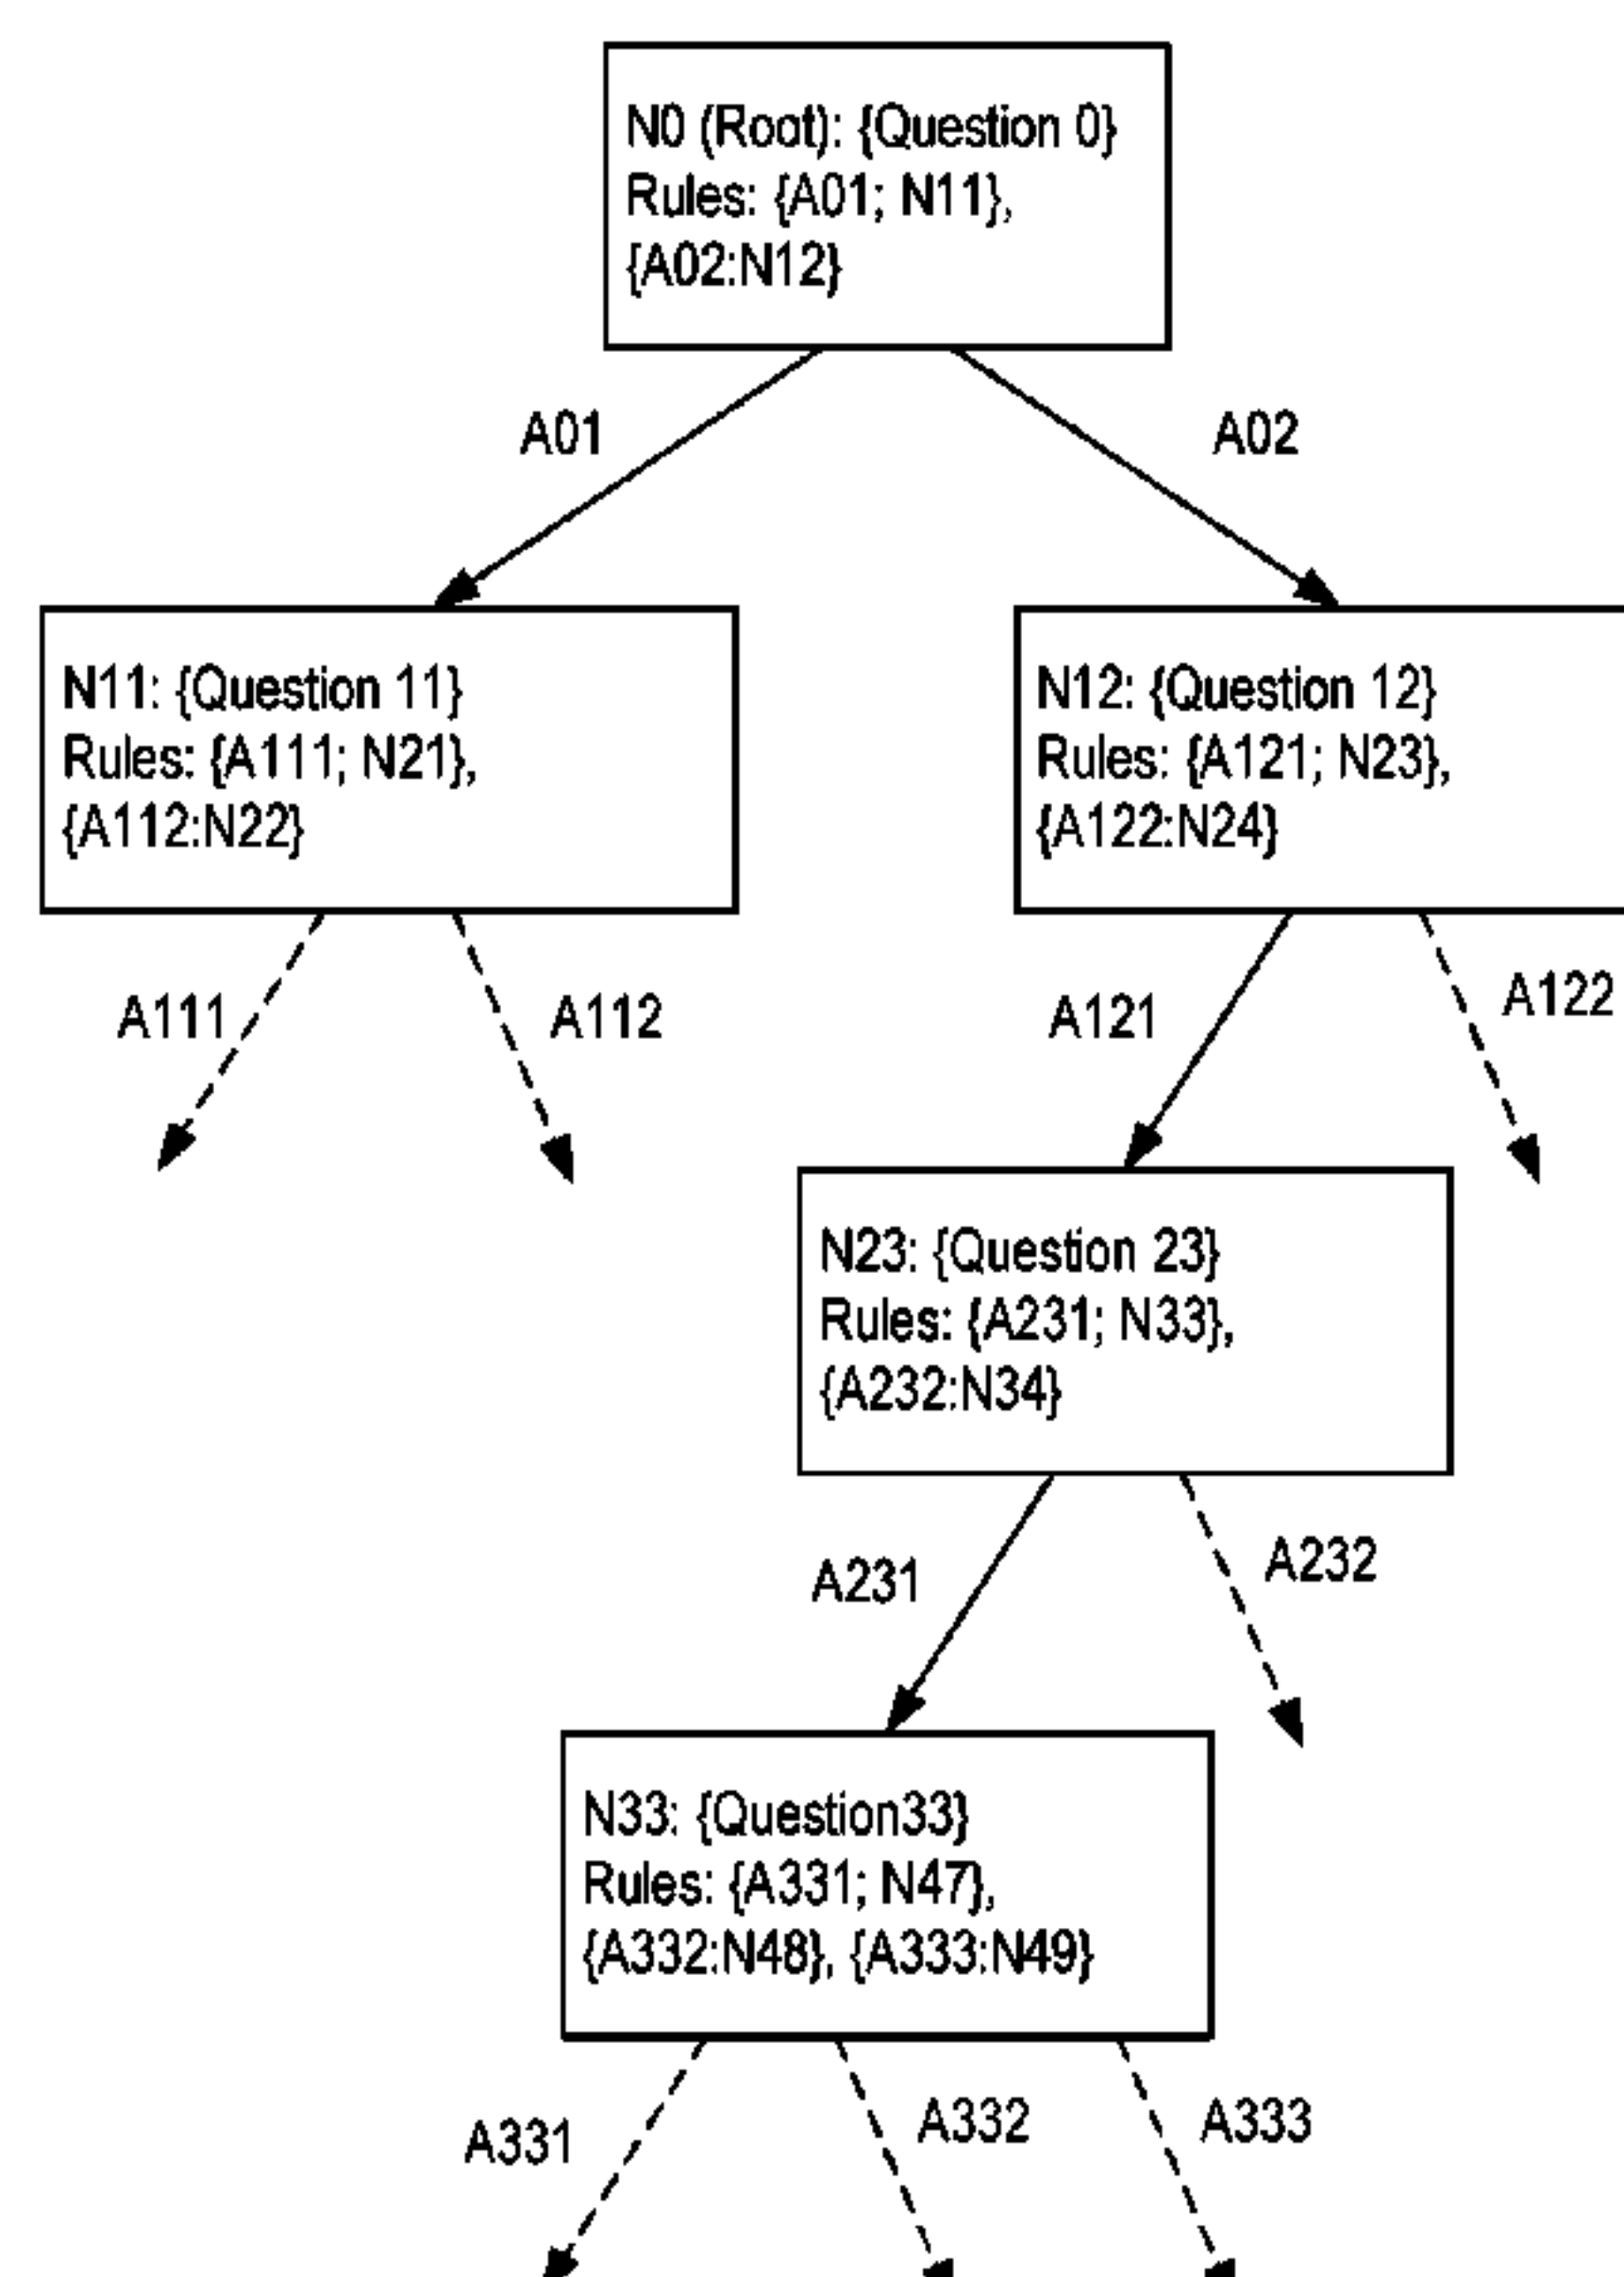 N0 (Root): {Question 0}
Rules: {A01; N11},
{A02:N12}
A01
A02
N11: {Question 11}
Rules: {A111; N21},
{A112:N22}
N12: {Question 12}
Rules: {A121; N23},
{A122:N24}
A111
A112
A121
A122
N23: {Question 23}
Rules: {A231; N33},
{A232:N34}
A231
A232
N33: {Question33}
Rules: {A331; N47},
{A332:N48}, {A333:N49}
A331
A332
A333